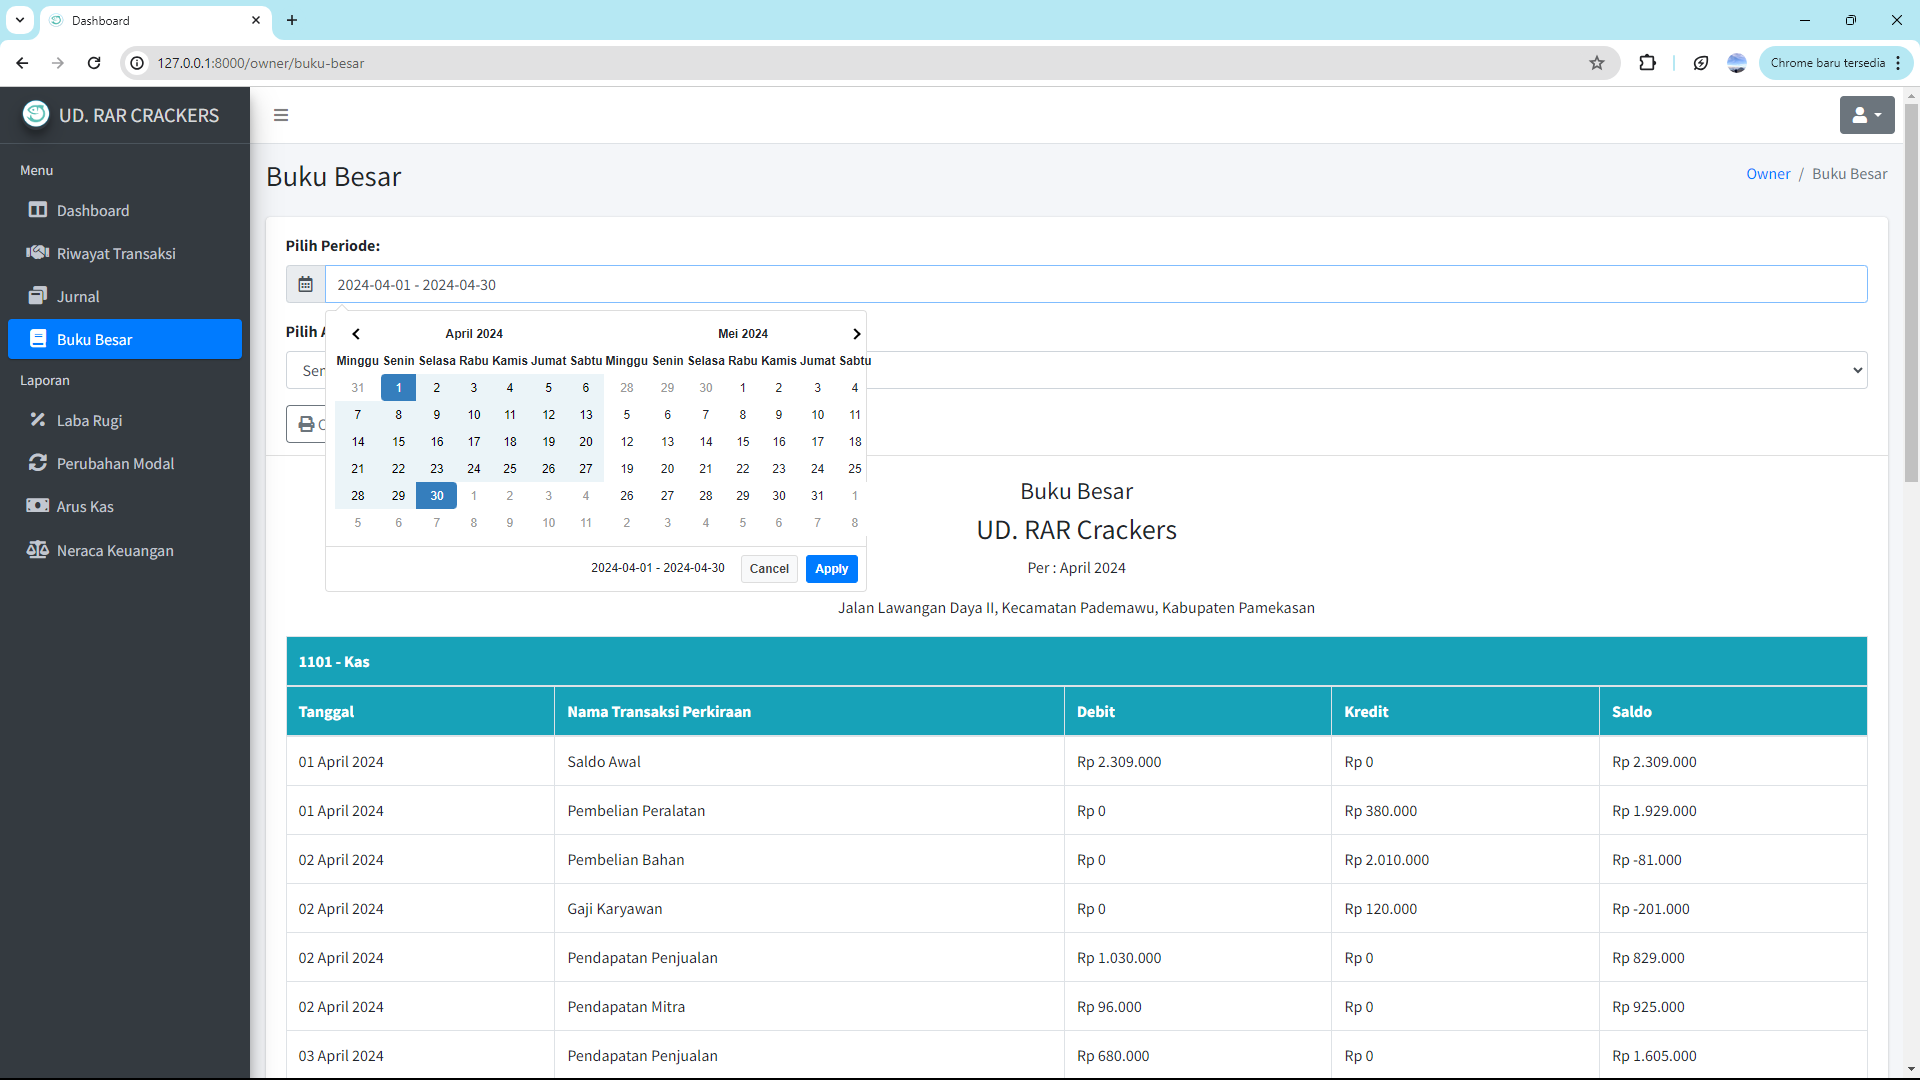 Dashboard
127.0.0.1:8000/owner/buku-besar
Chrome baru tersedia
UD. RAR CRACKERS
Menu
Dashboard
Riwayat Transaksi
Jurnal
Buku Besar
Laporan
Laba Rugi
Perubahan Modal
Arus Kas
Neraca Keuangan
Buku Besar
Owner / Buku Besar
Pilih Periode:
2024-04-01 - 2024-04-30
Pilih
April 2024 Mei 2024
Minggu Senin Selasa Rabu Kamis Jumat Sabtu Minggu Senin Selasa Rabu Kamis Jumat Sabtu
31 1 2 3 4 5 6 28 29 30 1 2 3 4
7 8 9 10 11 12 13 5 6 7 8 9 10 11
14 15 16 17 18 19 20 12 13 14 15 16 17 18
21 22 23 24 25 26 27 19 20 21 22 23 24 25
28 29 30 1 2 3 4 26 27 28 29 30 31 1
5 6 7 8 9 10 11 2 3 4 5 6 7 8
2024-04-01 - 2024-04-30 Cancel Apply
Buku Besar
UD. RAR Crackers
Per : April 2024
Jalan Lawangan Daya II, Kecamatan Pademawu, Kabupaten Pamekasan
1101 - Kas
Tanggal Nama Transaksi Perkiraan Debit Kredit Saldo
01 April 2024 Saldo Awal Rp 2.309.000 Rp 0 Rp 2.309.000
01 April 2024 Pembelian Peralatan Rp 0 Rp 380.000 Rp 1.929.000
02 April 2024 Pembelian Bahan Rp 0 Rp 2.010.000 Rp -81.000
02 April 2024 Gaji Karyawan Rp 0 Rp 120.000 Rp -201.000
02 April 2024 Pendapatan Penjualan Rp 1.030.000 Rp 0 Rp 829.000
02 April 2024 Pendapatan Mitra Rp 96.000 Rp 0 Rp 925.000
03 April 2024 Pendapatan Penjualan Rp 680.000 Rp 0 Rp 1.605.000